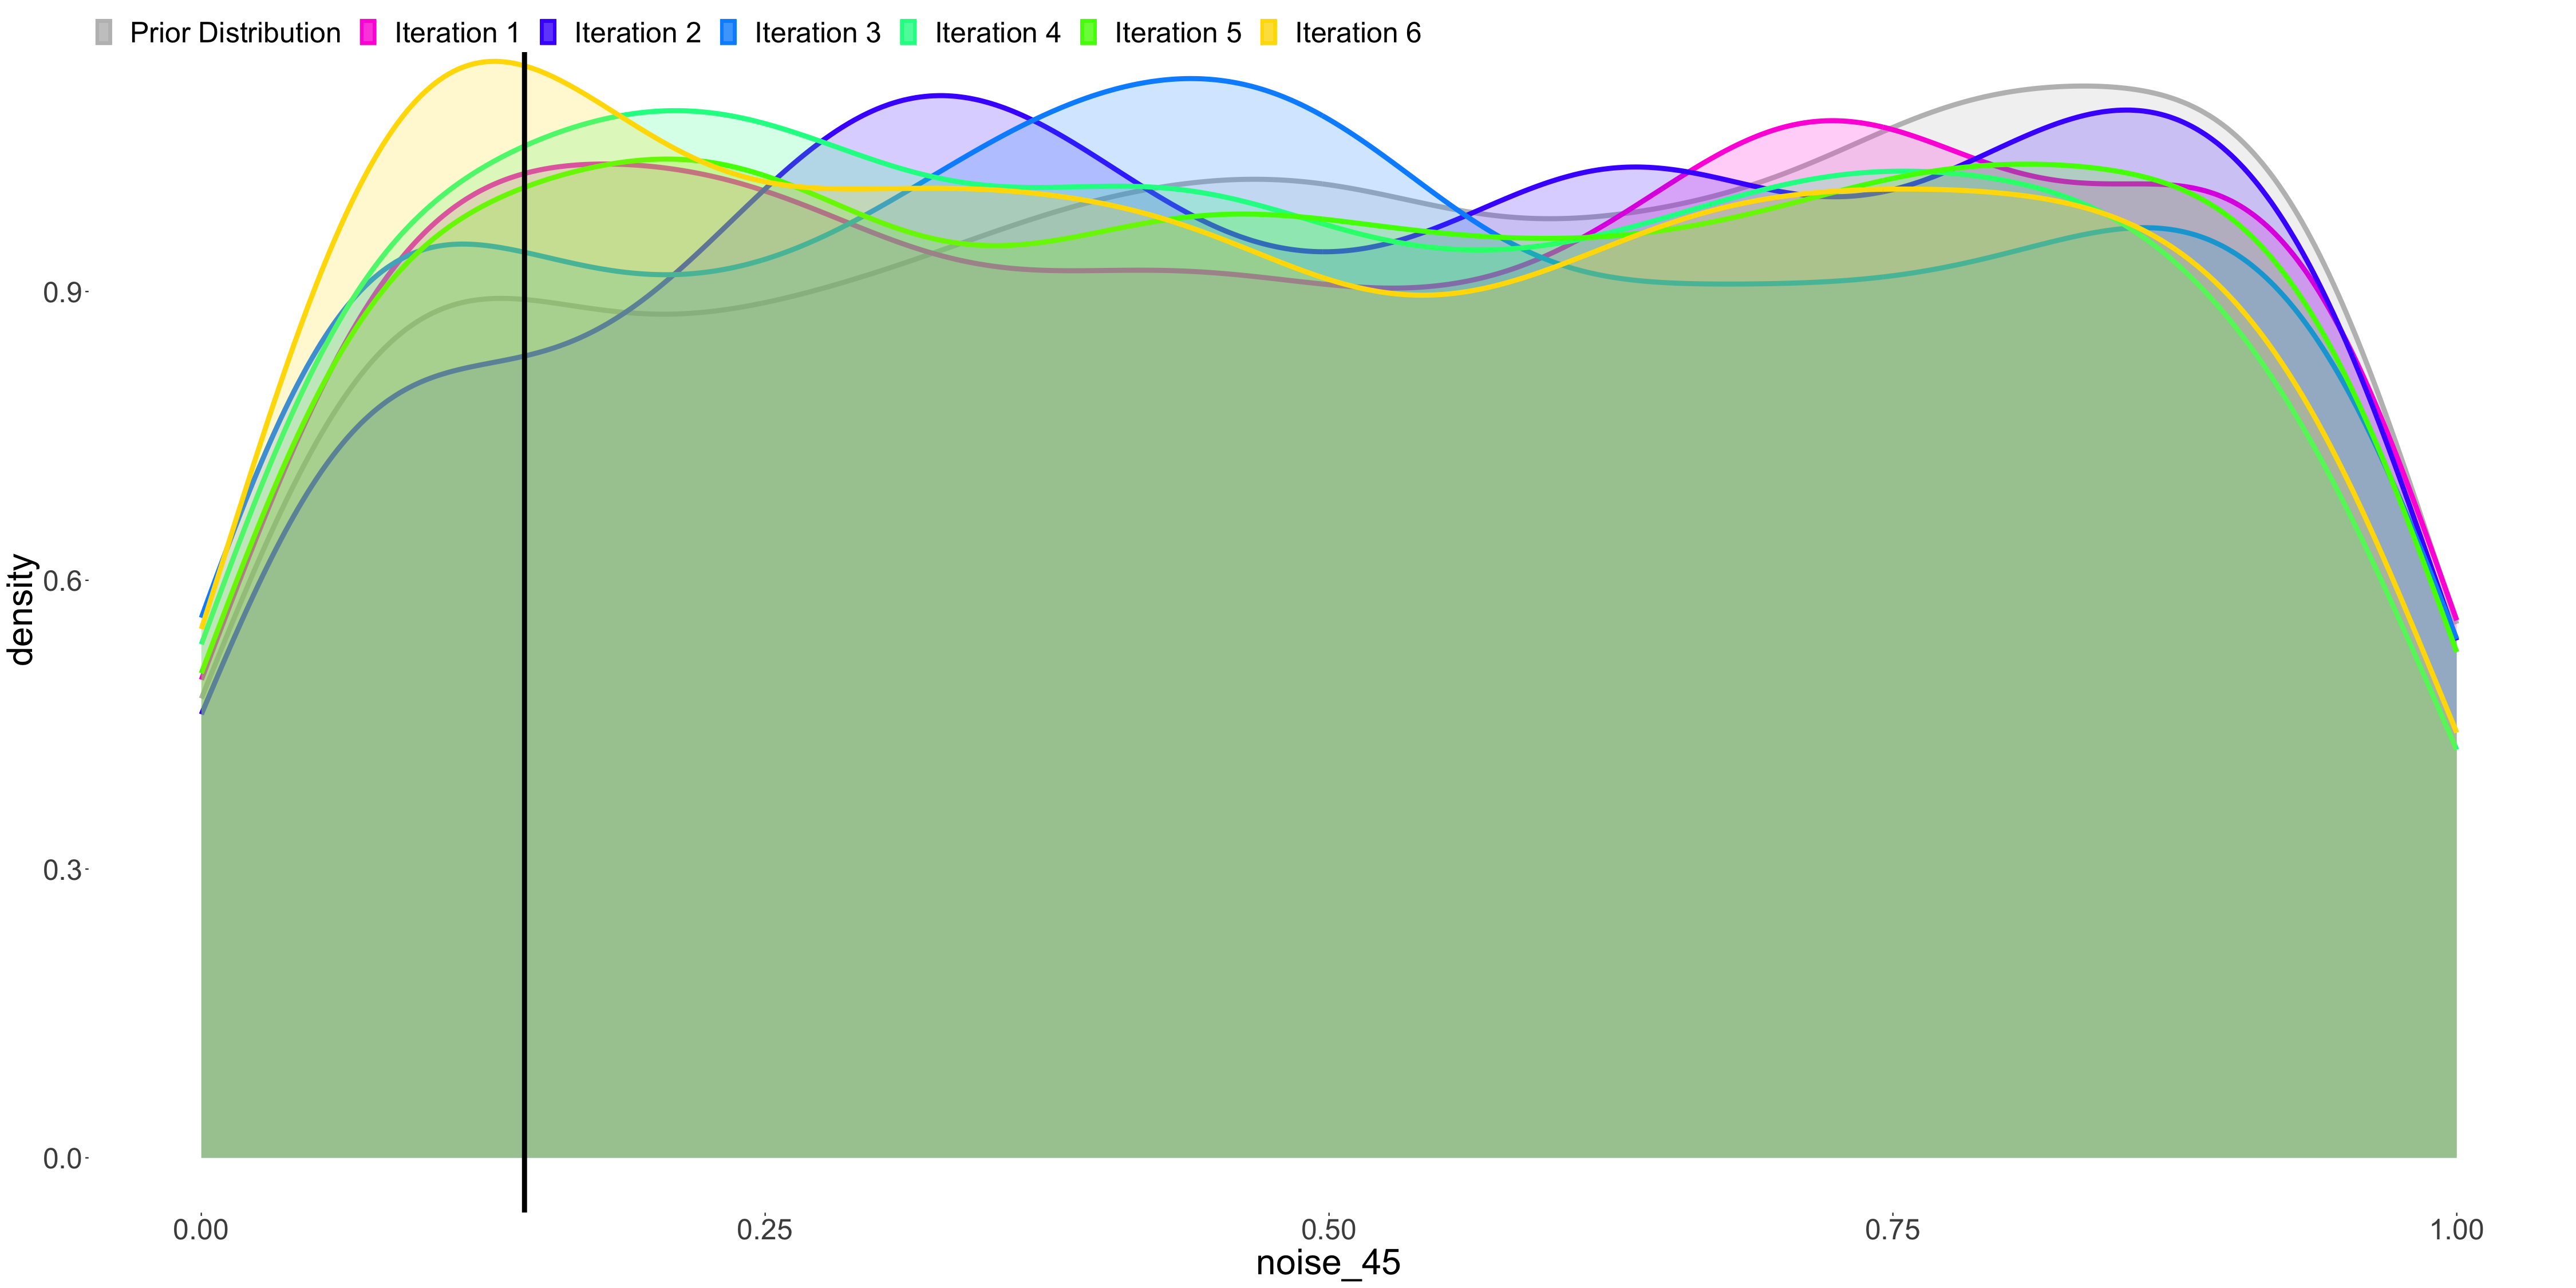 Prior Distribution Iteration 1 Iteration 2 Iteration 3 Iteration 4 Iteration 5 Iteration 6
density
0.9
0.6
0.3
0.0
0.00 0.25 0.50 0.75 1.00
noise_45